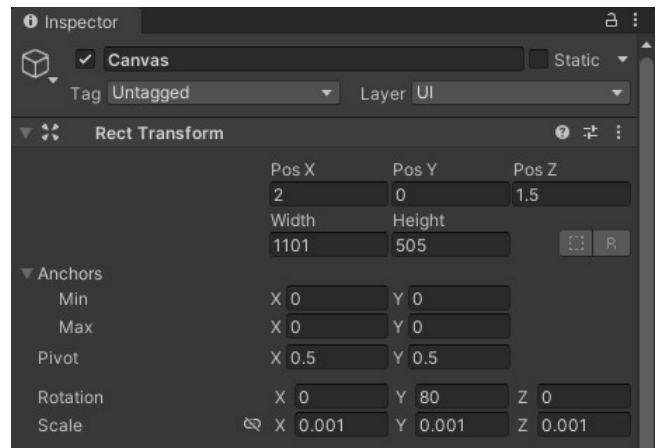 Inspector
Canvas Static
Tag Untagged Layer UI
Rect Transform
Pos X Pos Y Pos Z
2 0 1.5
Width Height
1101 505
R
Anchors
Min X 0 Y 0
Max X 0 Y 0
Pivot X 0.5 Y 0.5
Rotation X 0 Y 80 Z 0
Scale X 0.001 Y 0.001 Z 0.001